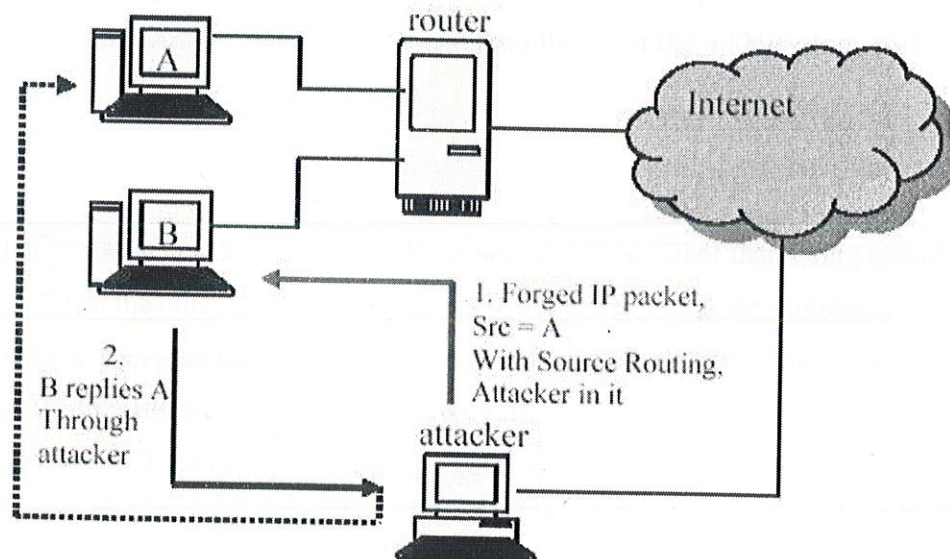 router
A
Internet
B
1. Forged IP packet,
Src = A
With Source Routing,
Attacker in it
2.
B replies A
Through
attacker
attacker